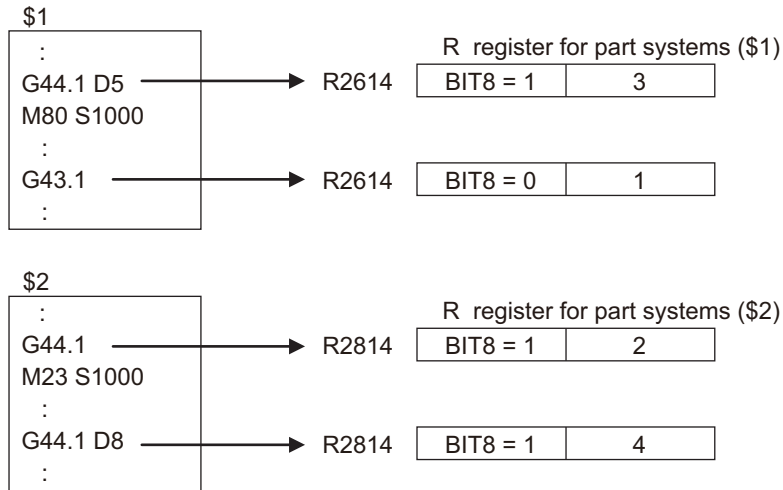 $1
R register for part systems ($1)
:
G44.1 D5
R2614
BIT8 = 1
3
M80 S1000
:
G43.1
R2614
BIT8 = 0
1
:
$2
R register for part systems ($2)
:
G44.1
R2814
BIT8 = 1
2
M23 S1000
:
G44.1 D8
R2814
BIT8 = 1
4
: